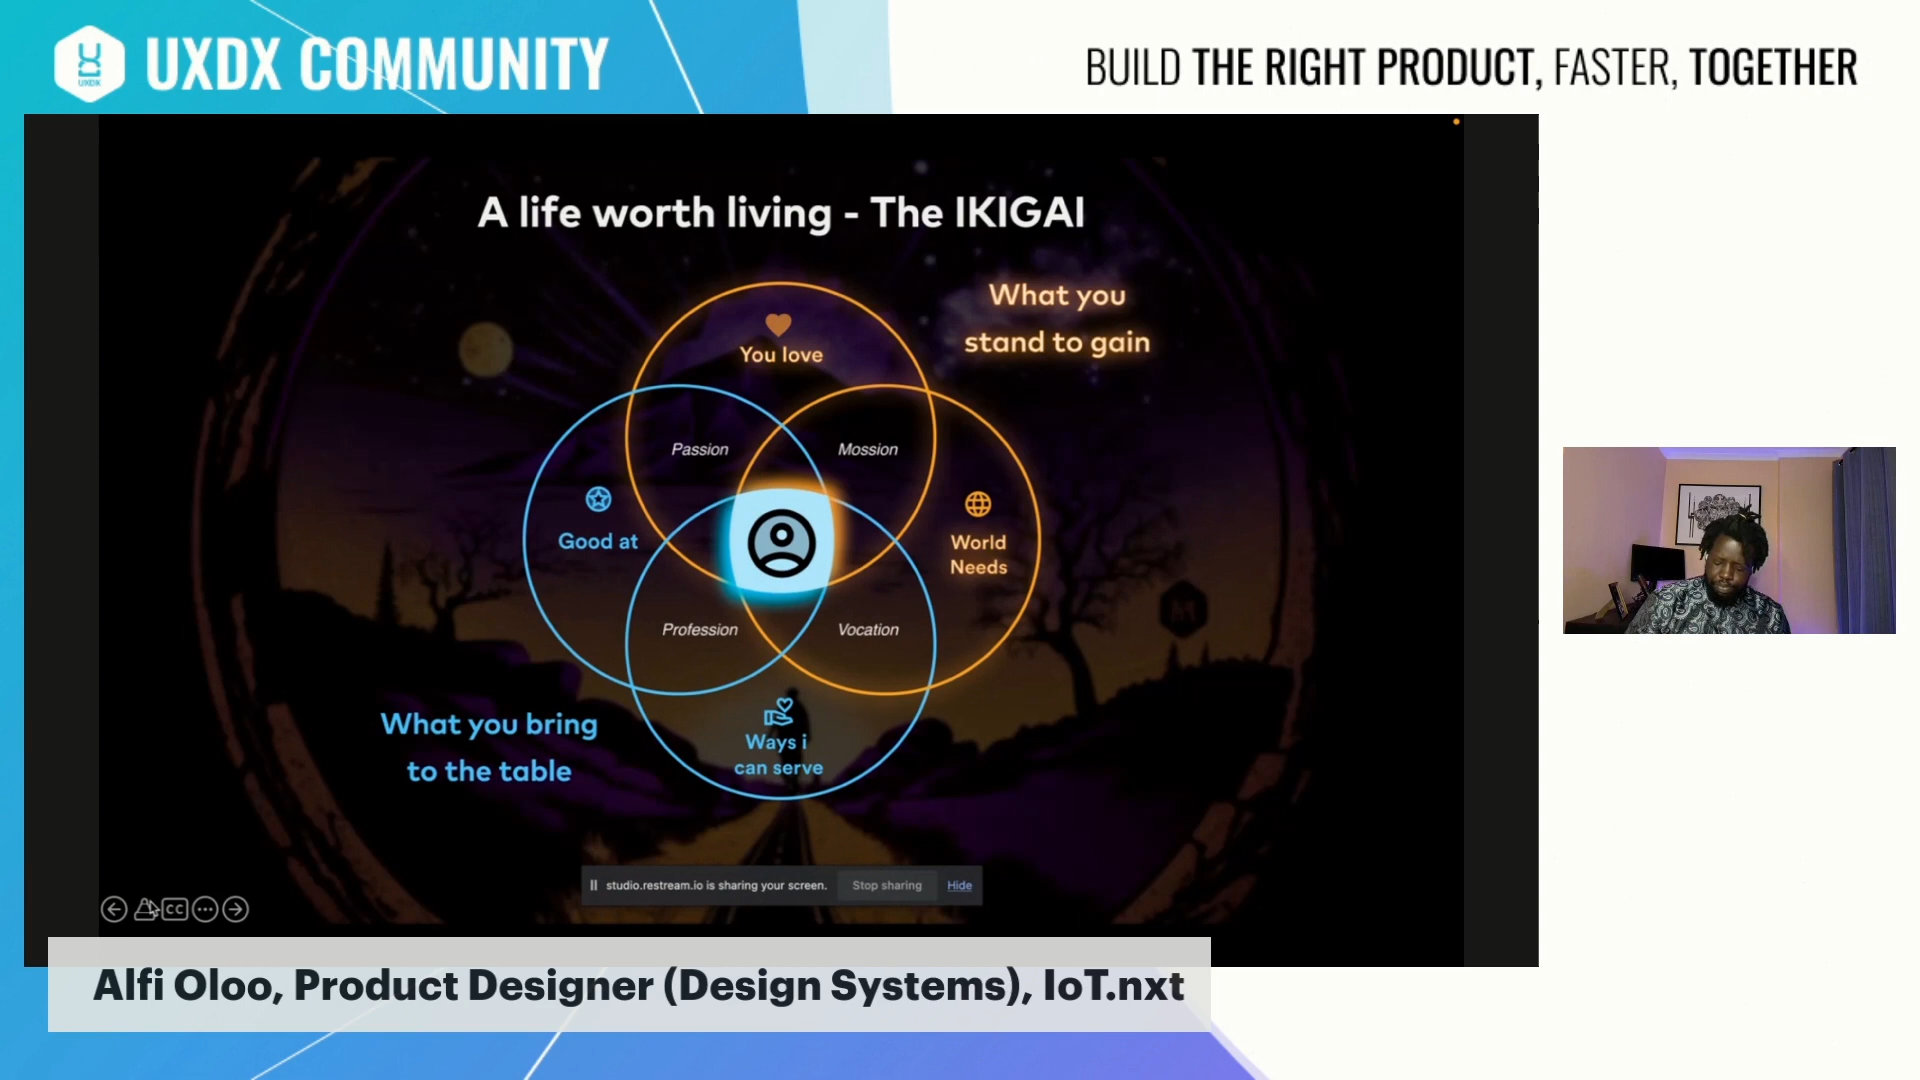 UXDX COMMUNITY
UXDX
BUILD THE RIGHT PRODUCT, FASTER, TOGETHER
A life worth living - The IKIGAI
What you
stand to gain
You love
Passion
Mossion
Good at
World
Needs
Profession
Vocation
What you bring
to the table
Ways i
can serve
studio.restream.io is sharing your screen. Stop sharing Hide
CC
Alfi Oloo, Product Designer (Design Systems), IoT.nxt